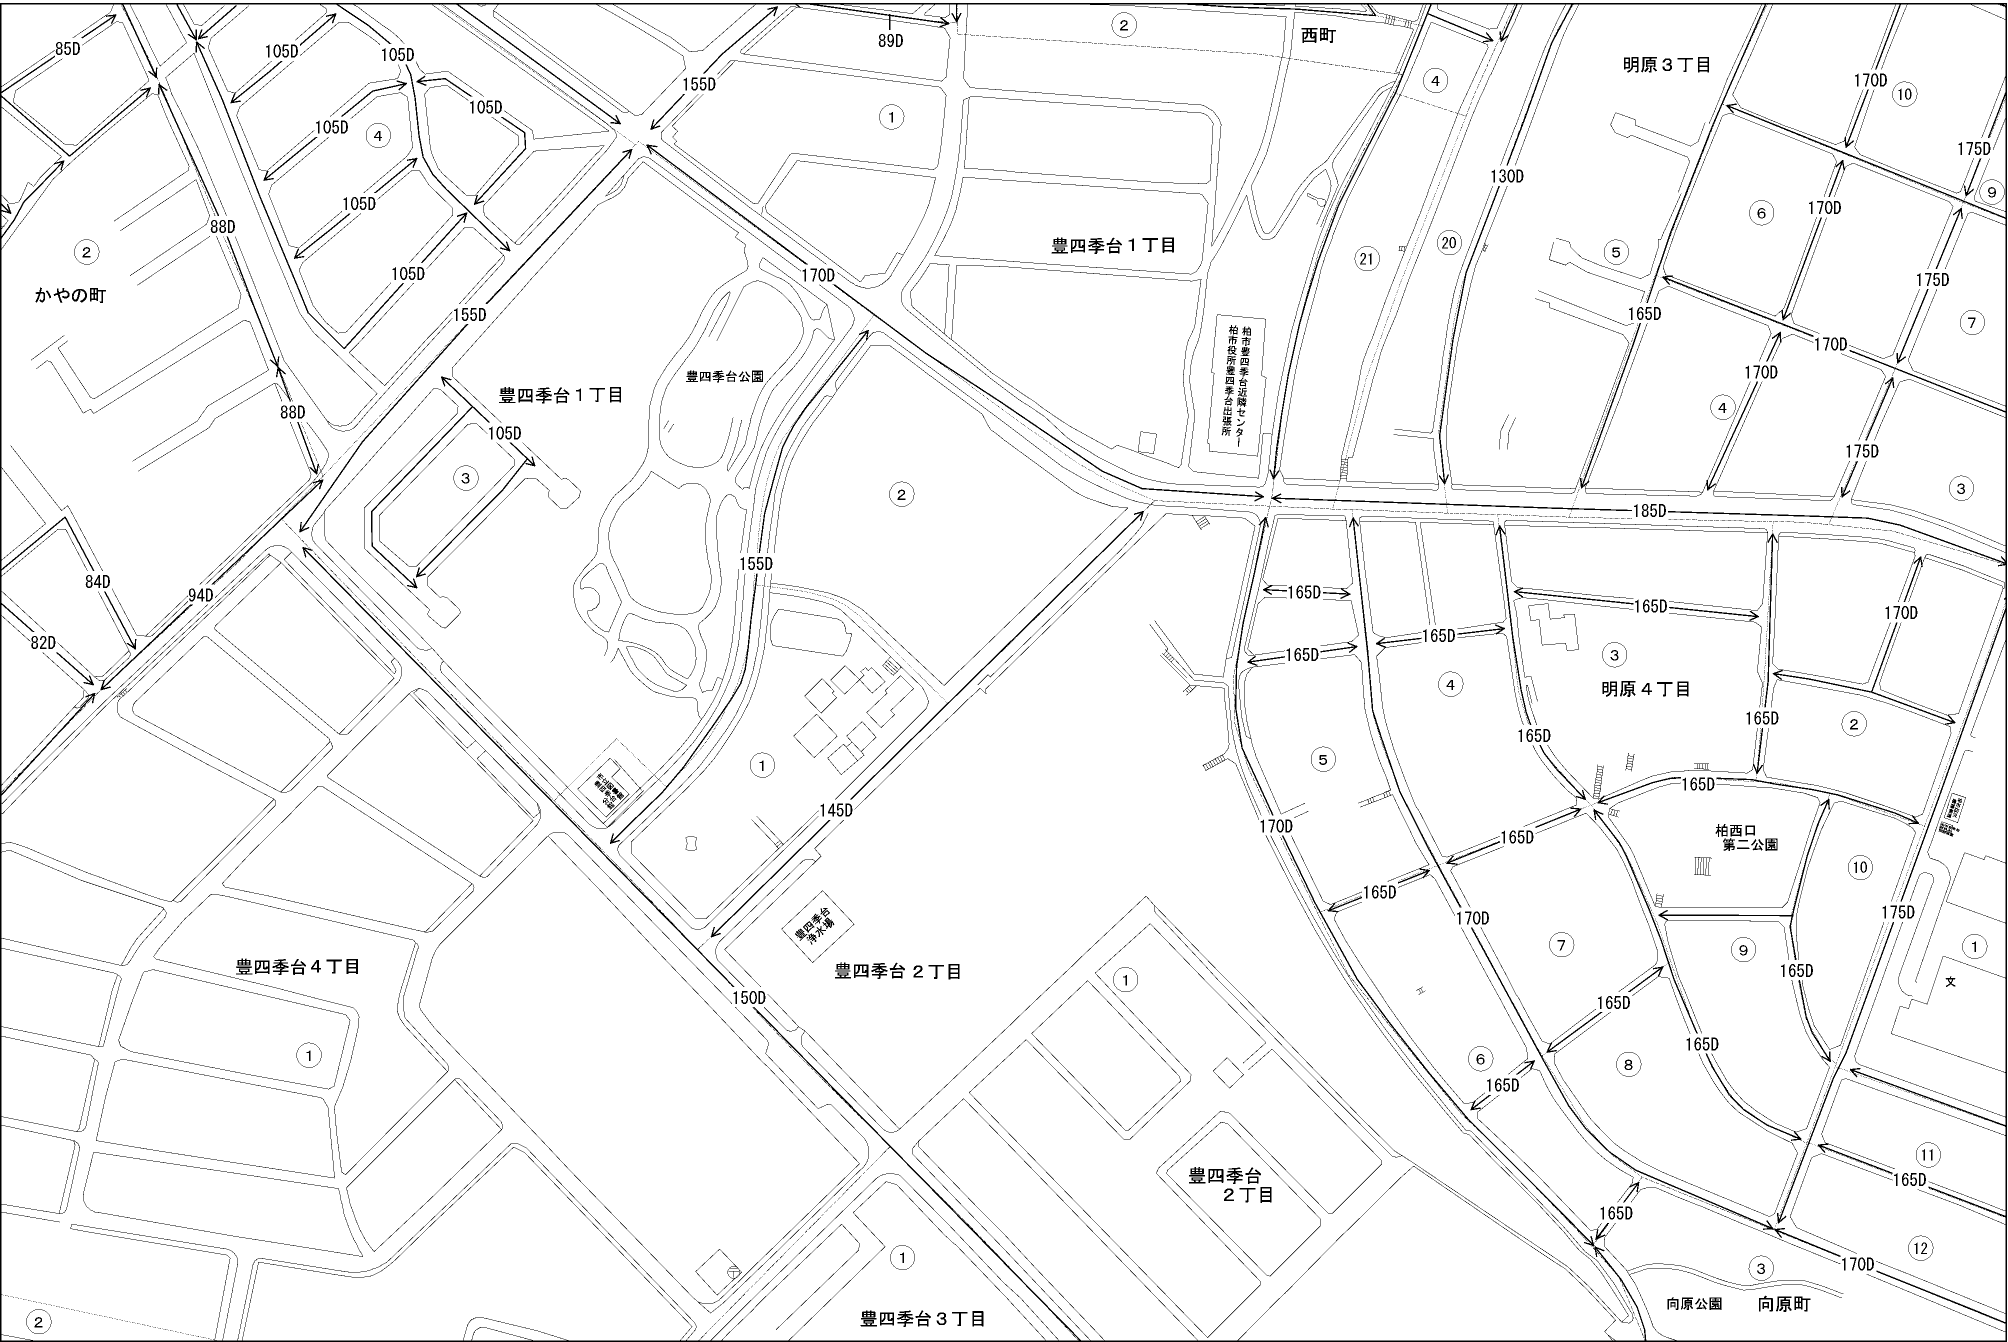 85D
105D
105D
89D
②
西町
明原３丁目
155D
④
170D
⑩
105D
105D
④
①
175D
130D
⑨
105D
170D
⑥
88D
②
豊四季台１丁目
⑳
⑤
㉑
105D
170D
175D
かやの町
155D
165D
⑦
170D
柏市豊四季台近隣センター
柏市役所豊四季台出張所
豊四季台公園
170D
豊四季台１丁目
④
88D
105D
175D
③
②
③
185D
155D
84D
94D
165D
165D
170D
82D
165D
165D
③
④
明原４丁目
165D
②
165D
①
⑤
165D
145D
170D
165D
柏西口
第二公園
⑩
165D
175D
170D
豊四季台
浄水場
⑦
⑨
①
豊四季台４丁目
豊四季台２丁目
165D
①
文
150D
165D
165D
①
⑥
⑧
165D
⑪
豊四季台
２丁目
165D
165D
⑫
①
170D
③
向原公園
向原町
豊四季台３丁目
②